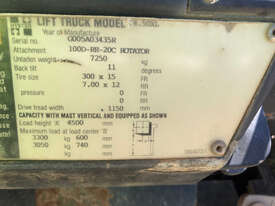 LIFT TRUCK MODEL
Year of Manufacture
Serial no. G005A03435R
Attachment 100D-RR-20C ROTATOR
Unladen weight 7250
Back tilt 11 degrees
Tire size 300 x 15
7.00 x 12
pressure 0
0
Drive tread width 1150 mm
CAPACITY WITH MAST VERTICAL AND EQUIPPED AS SHOWN
Load height X 4500 mm
Maximum load at center
3300 kg 600 mm
3050 kg 740 mm